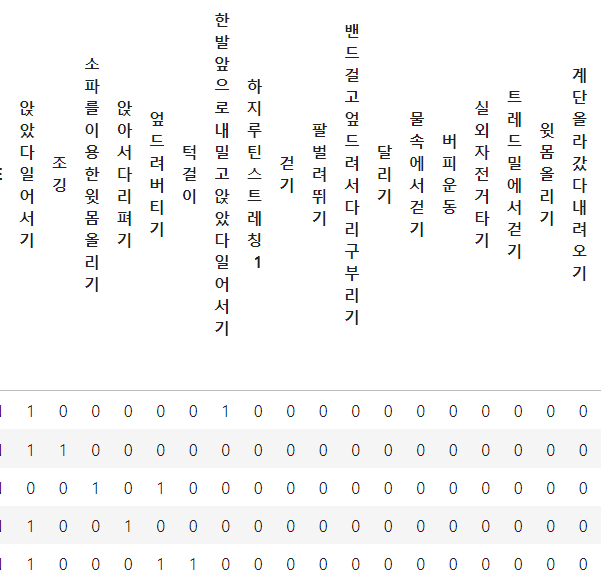 앉았다일어서기
조깅
소파를이용한윗몸올리기
앉아서다리펴기
엎드려버티기
턱걸이
한발앞으로내밀고앉았다일어서기
하지루틴스트레칭1
걷기
팔벌려뛰기
밴드걸고엎드려서다리구부리기
달리기
물속에서걷기
버피운동
실외자전거타기
트레드밀에서걷기
윗몸올리기
계단올라갔다내려오기
1 0 0 0 0 0 1 0 0 0 0 0 0 0 0 0 0 0
1 1 0 0 0 0 0 0 0 0 0 0 0 0 0 0 0 0
0 0 1 0 1 0 0 0 0 0 0 0 0 0 0 0 0 0
1 0 0 1 0 0 0 0 0 0 0 0 0 0 0 0 0 0
1 0 0 0 1 1 0 0 0 0 0 0 0 0 0 0 0 0